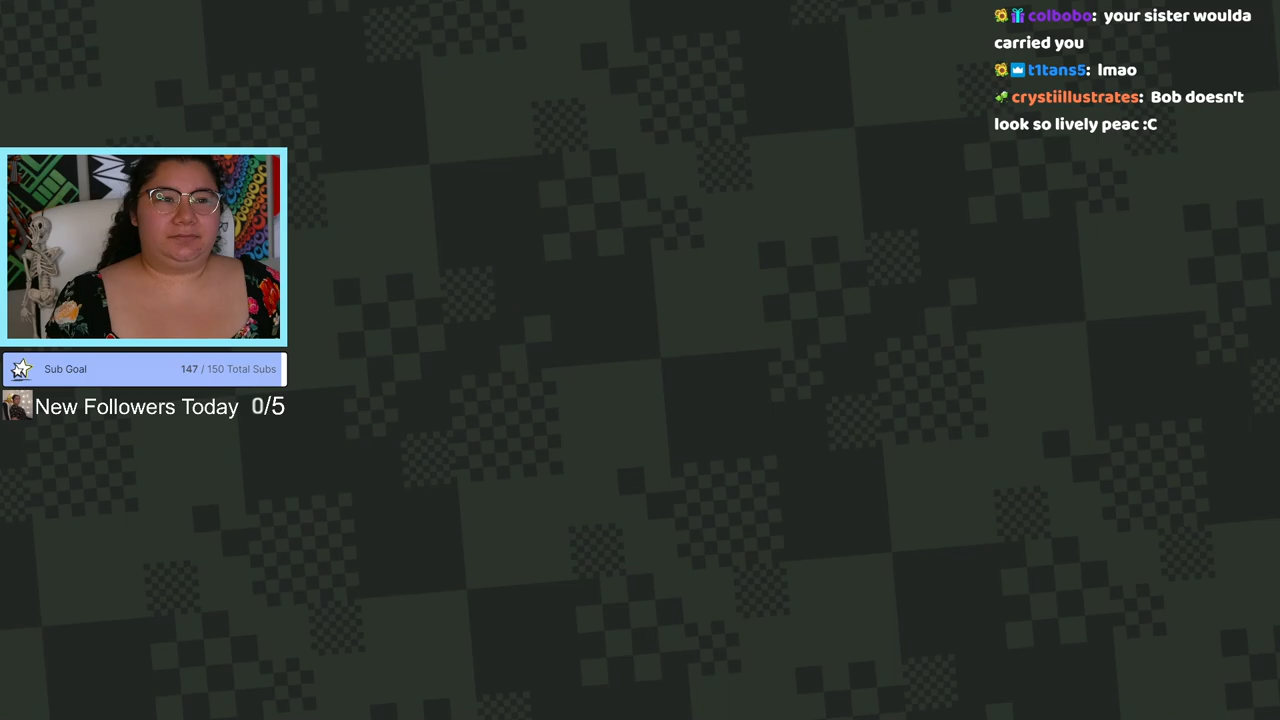 colbobo: your sister woulda
carried you
t1tans5: lmao
crystiillustrates: Bob doesn't
look so lively peac :C
Sub Goal 147 / 150 Total Subs
New Followers Today 0/5